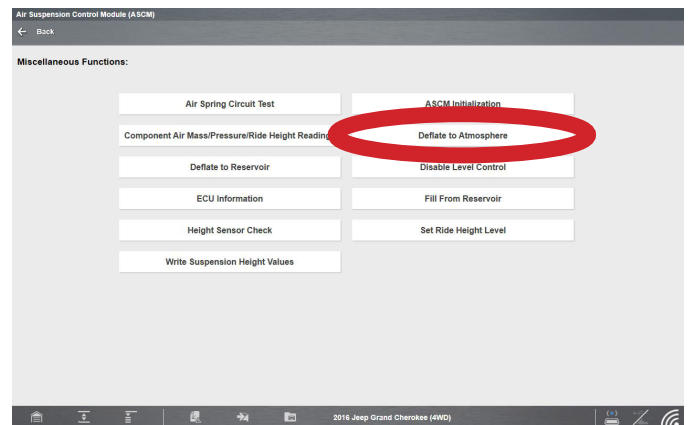 Air Suspension Control Module (ASCM)
Back
Miscellaneous Functions:
Air Spring Circuit Test
ASCM Initialization
Component Air Mass/Pressure/Ride Height Reading
Deflate to Atmosphere
Deflate to Reservoir
Disable Level Control
ECU Information
Fill From Reservoir
Height Sensor Check
Set Ride Height Level
Write Suspension Height Values
2016 Jeep Grand Cherokee (4WD)